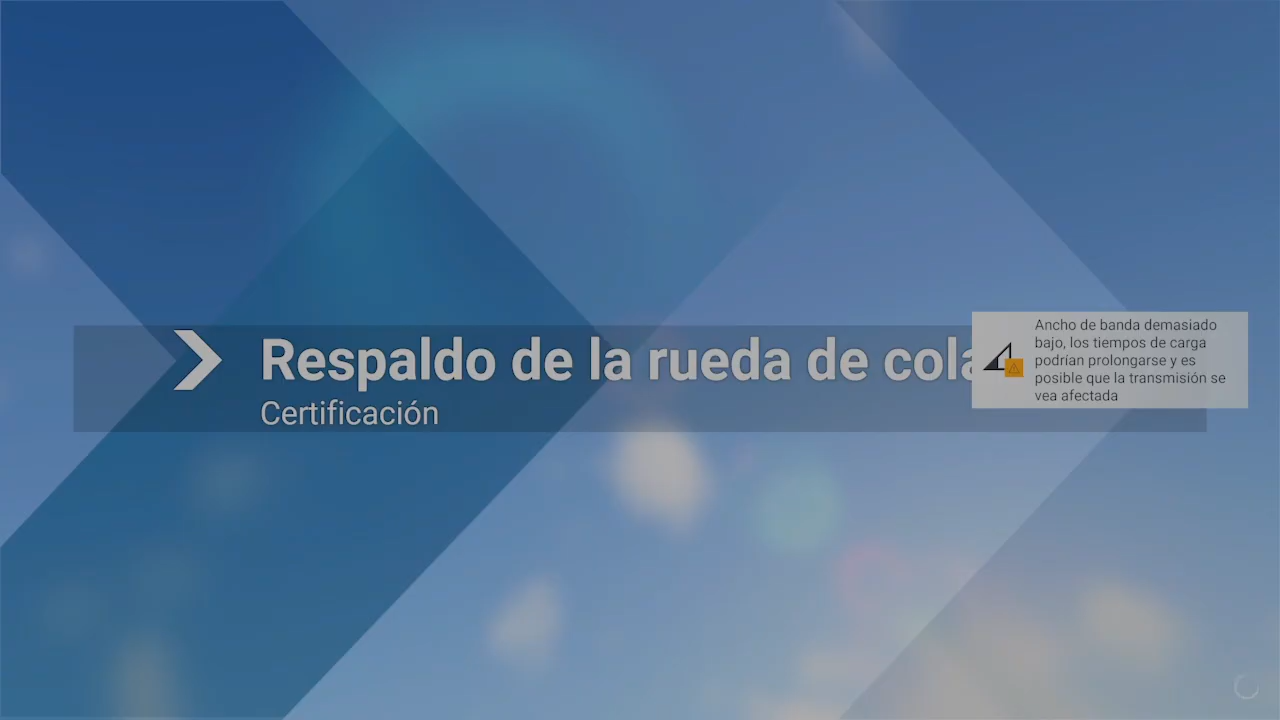 Respaldo de la rueda de cola
Certificación
Ancho de banda demasiado
bajo, los tiempos de carga
podrían prolongarse y es
posible que la transmisión se
vea afectada